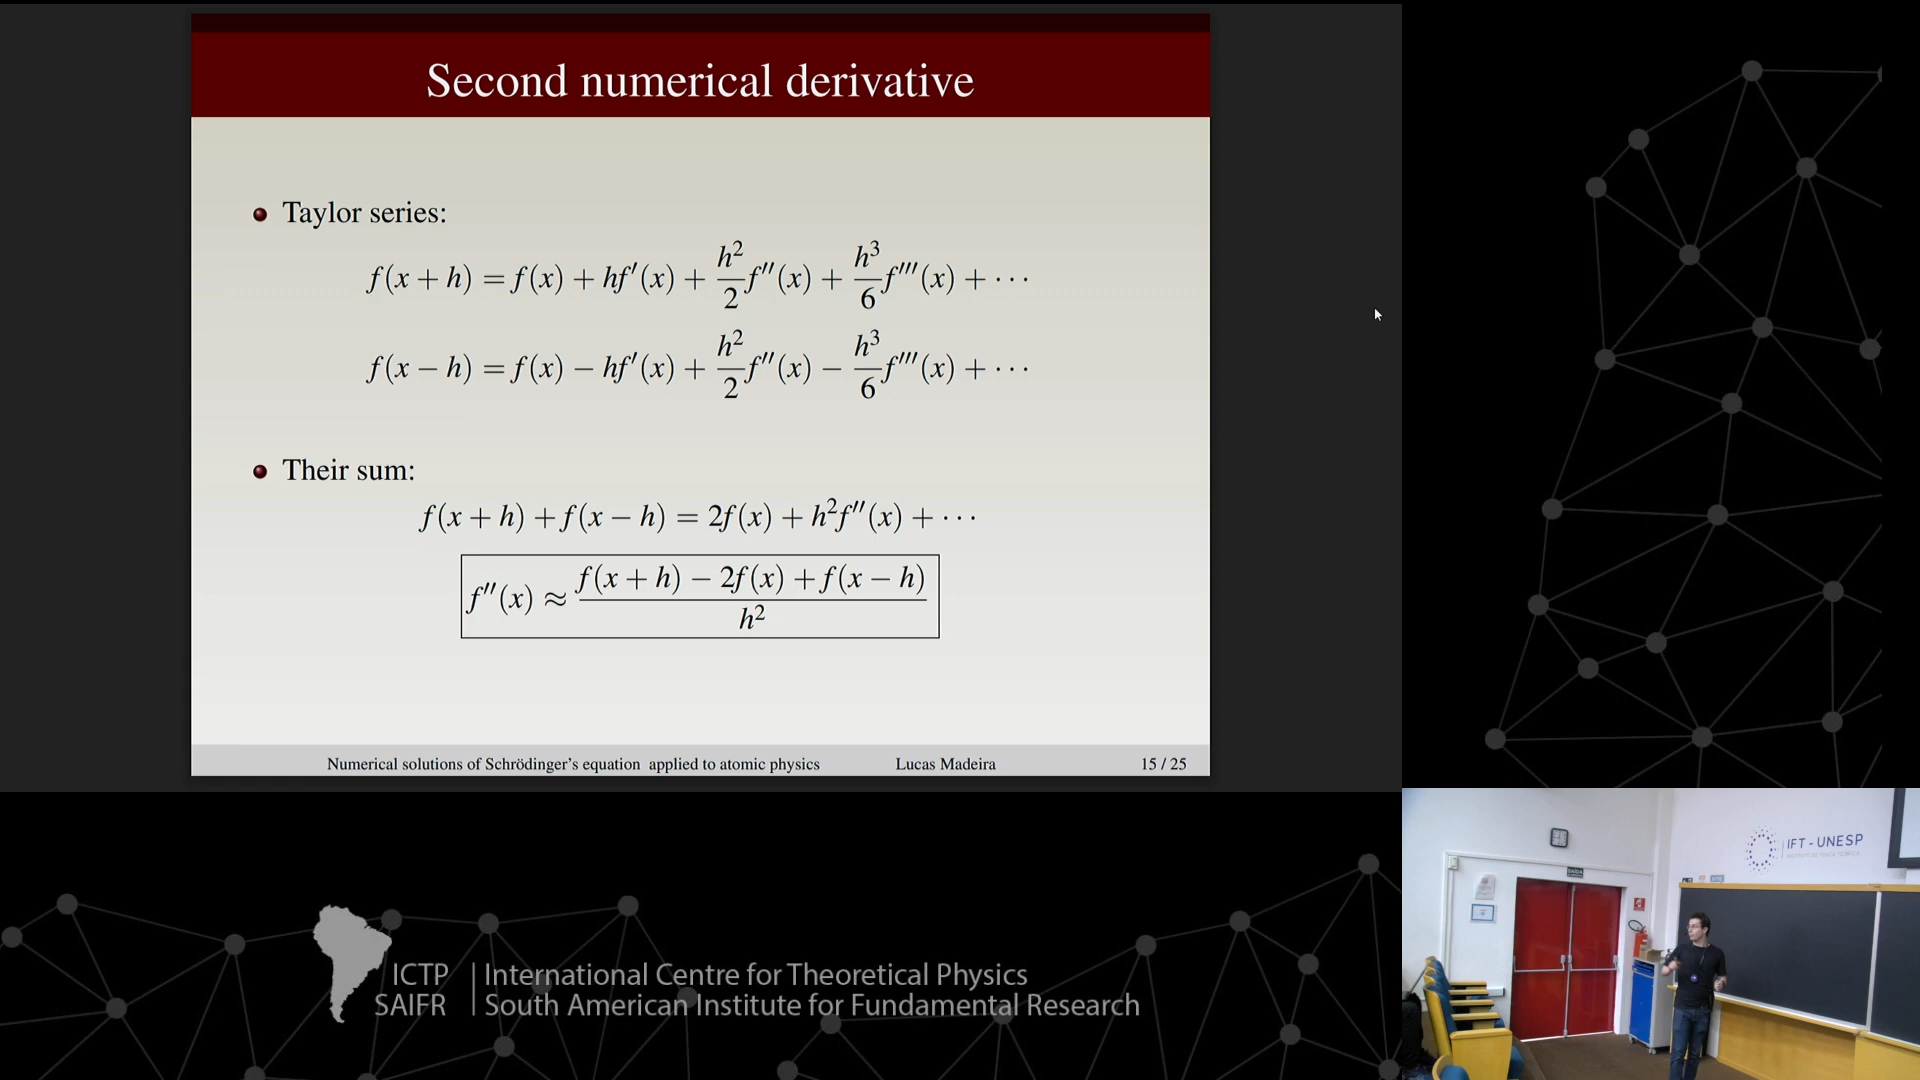 Second numerical derivative
Taylor series:
f(x + h) = f(x) + hf′(x) + h²/2 f″(x) + h³/6 f‴(x) + ···
f(x − h) = f(x) − hf′(x) + h²/2 f″(x) − h³/6 f‴(x) + ···
Their sum:
f(x + h) + f(x − h) = 2f(x) + h²f″(x) + ···
f″(x) ≈ f(x + h) − 2f(x) + f(x − h) / h²
Numerical solutions of Schrödinger's equation applied to atomic physics Lucas Madeira 15 / 25
IFT - UNESP
ICTP | International Centre for Theoretical Physics
SAIFR | South American Institute for Fundamental Research